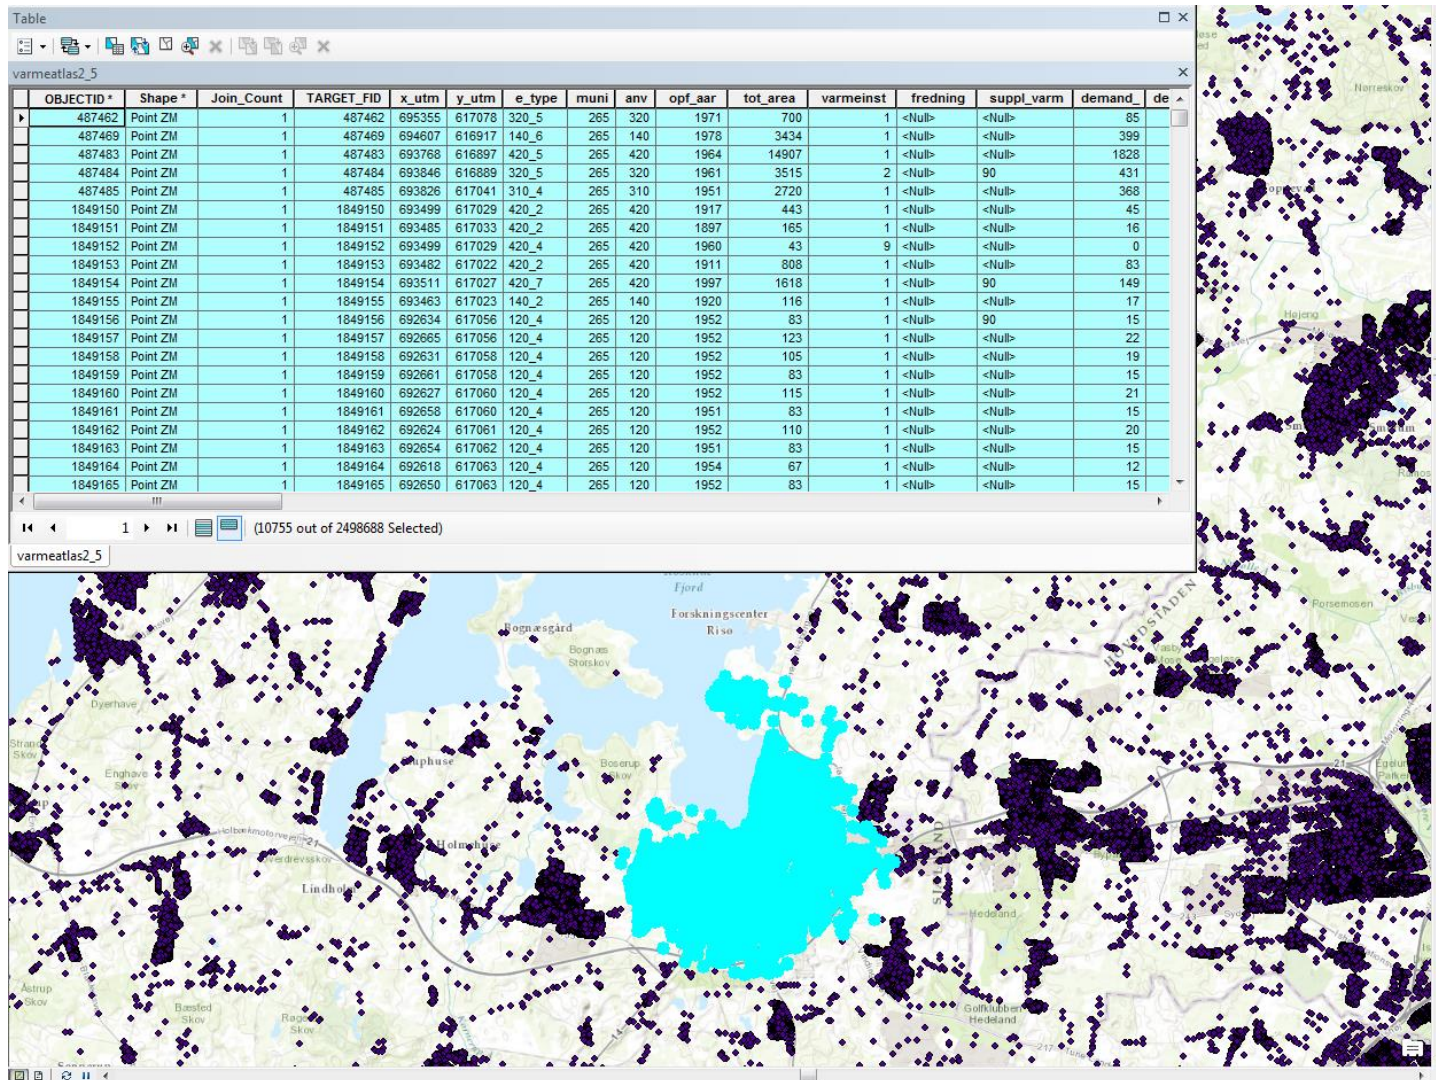 Table
varmeatlas2_5
OBJECTID * Shape * Join_Count TARGET_FID x_utm y_utm e_type muni anv opf_aar tot_area varmeinst fredning suppl_varm demand_ de
487462 Point ZM 1 487462 695355 617078 320_5 265 320 1971 700 1 <Null> <Null> 85
487469 Point ZM 1 487469 694607 616917 140_6 265 140 1978 3434 1 <Null> <Null> 399
487483 Point ZM 1 487483 693768 616897 420_5 265 420 1964 14907 1 <Null> <Null> 1828
487484 Point ZM 1 487484 693846 616889 320_5 265 320 1961 3515 2 <Null> 90 431
487485 Point ZM 1 487485 693826 617041 310_4 265 310 1951 2720 1 <Null> <Null> 368
1849150 Point ZM 1 1849150 693499 617029 420_2 265 420 1917 443 1 <Null> <Null> 45
1849151 Point ZM 1 1849151 693485 617033 420_2 265 420 1897 165 1 <Null> <Null> 16
1849152 Point ZM 1 1849152 693499 617029 420_4 265 420 1960 43 9 <Null> <Null> 0
1849153 Point ZM 1 1849153 693482 617022 420_2 265 420 1911 808 1 <Null> <Null> 83
1849154 Point ZM 1 1849154 693511 617027 420_7 265 420 1997 1618 1 <Null> 90 149
1849155 Point ZM 1 1849155 693463 617023 140_2 265 140 1920 116 1 <Null> <Null> 17
1849156 Point ZM 1 1849156 692634 617056 120_4 265 120 1952 83 1 <Null> 90 15
1849157 Point ZM 1 1849157 692665 617056 120_4 265 120 1952 123 1 <Null> <Null> 22
1849158 Point ZM 1 1849158 692631 617058 120_4 265 120 1952 105 1 <Null> <Null> 19
1849159 Point ZM 1 1849159 692661 617058 120_4 265 120 1952 83 1 <Null> <Null> 15
1849160 Point ZM 1 1849160 692627 617060 120_4 265 120 1952 115 1 <Null> <Null> 21
1849161 Point ZM 1 1849161 692658 617060 120_4 265 120 1951 83 1 <Null> <Null> 15
1849162 Point ZM 1 1849162 692624 617061 120_4 265 120 1952 110 1 <Null> <Null> 20
1849163 Point ZM 1 1849163 692654 617062 120_4 265 120 1951 83 1 <Null> <Null> 15
1849164 Point ZM 1 1849164 692618 617063 120_4 265 120 1954 67 1 <Null> <Null> 12
1849165 Point ZM 1 1849165 692650 617063 120_4 265 120 1952 83 1 <Null> <Null> 15
1 (10755 out of 2498688 Selected)
varmeatlas2_5
Nørreskov
Højeng
Fjord
Forskningscenter
Risø
Bognæsgård
Bognæs
Storskov
HOVEDSTADEN
Porsemosen
Dyerhave
Enghave
Skov
Boserup
Skov
21
Holbækmotorvejen 21
Lindholm
Hedeland
Åstrup
Skov
Bæsted
Skov
Skov
14
Golfklubben
Hedeland
217